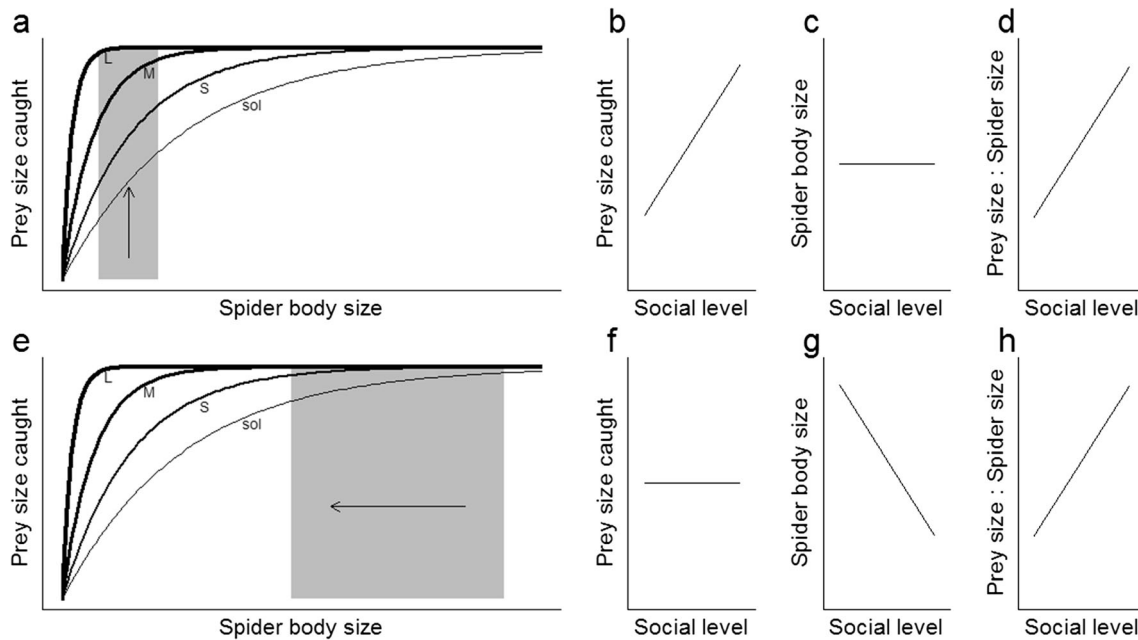 a
Prey size caught
L
M
S
sol
Spider body size
b
Prey size caught
Social level
c
Spider body size
Social level
d
Prey size : Spider size
Social level
e
Prey size caught
L
M
S
sol
Spider body size
f
Prey size caught
Social level
g
Spider body size
Social level
h
Prey size : Spider size
Social level